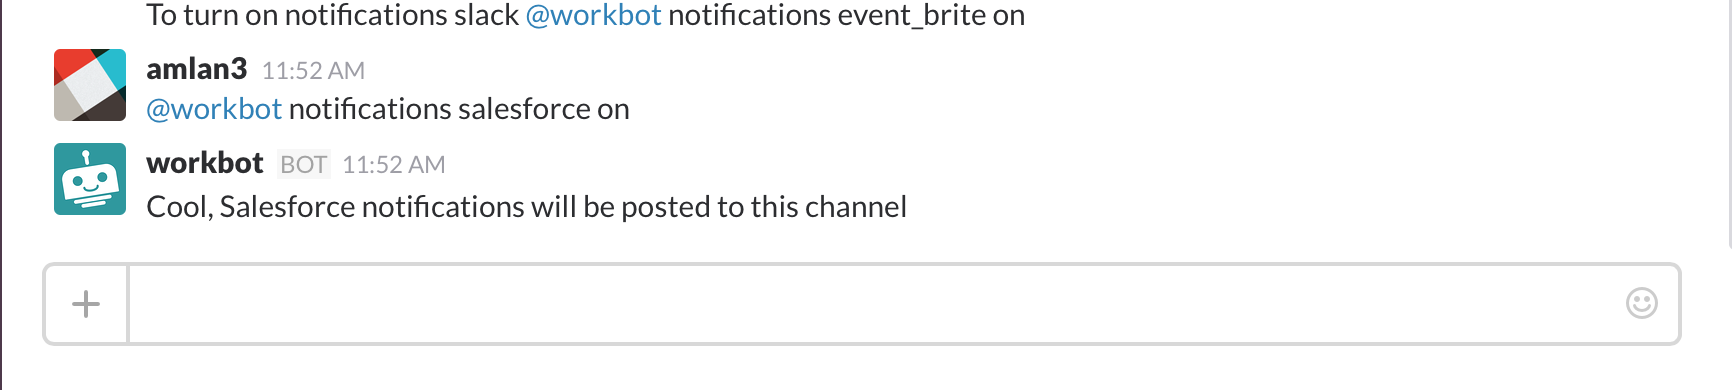 To turn on notifications slack @workbot notifications event_brite on
amlan3 11:52 AM
@workbot notifications salesforce on
workbot BOT 11:52 AM
Cool, Salesforce notifications will be posted to this channel